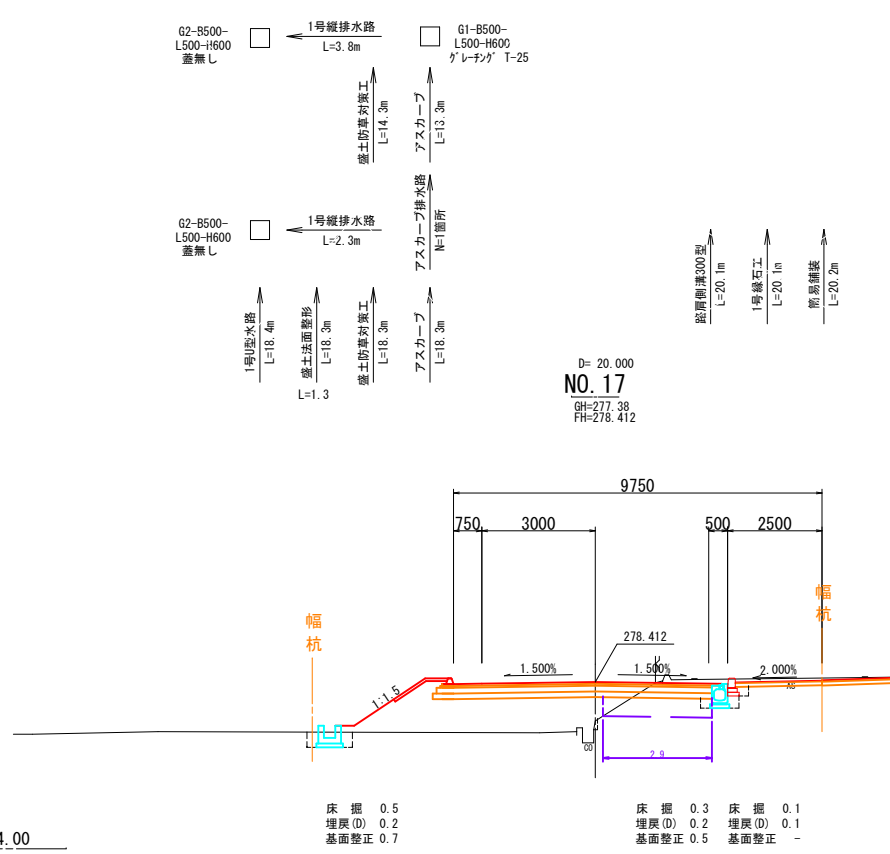 G2-B500-
L500-H600
蓋無し
1号縦排水路
L=3.8m
G1-B500-
L500-H600
グレーチング T-25
盛土防草対策工
L=14.3m
アスカーブ
L=13.3m
G2-B500-
L500-H600
蓋無し
1号縦排水路
L=2.3m
アスカーブ排水路
N=1箇所
路肩側溝300型
L=20.1m
1号縁石工
L=20.1m
簡易舗装
L=20.2m
1号U型水路
L=18.4m
盛土法面整形
L=18.3m
盛土防草対策工
L=18.3m
アスカーブ
L=18.3m
L=1.3
D= 20.000
NO.17
GH=277.38
FH=278.412
9750
750
3000
500
2500
幅杭
幅杭
278.412
1.500%
1.500%
2.000%
1:1.5
AS
CO
2.9
床 掘 0.5
埋戻(D) 0.2
基面整正 0.7
床 掘 0.3
埋戻(D) 0.2
基面整正 0.5
床 掘 0.1
埋戻(D) 0.1
基面整正 -
4.00